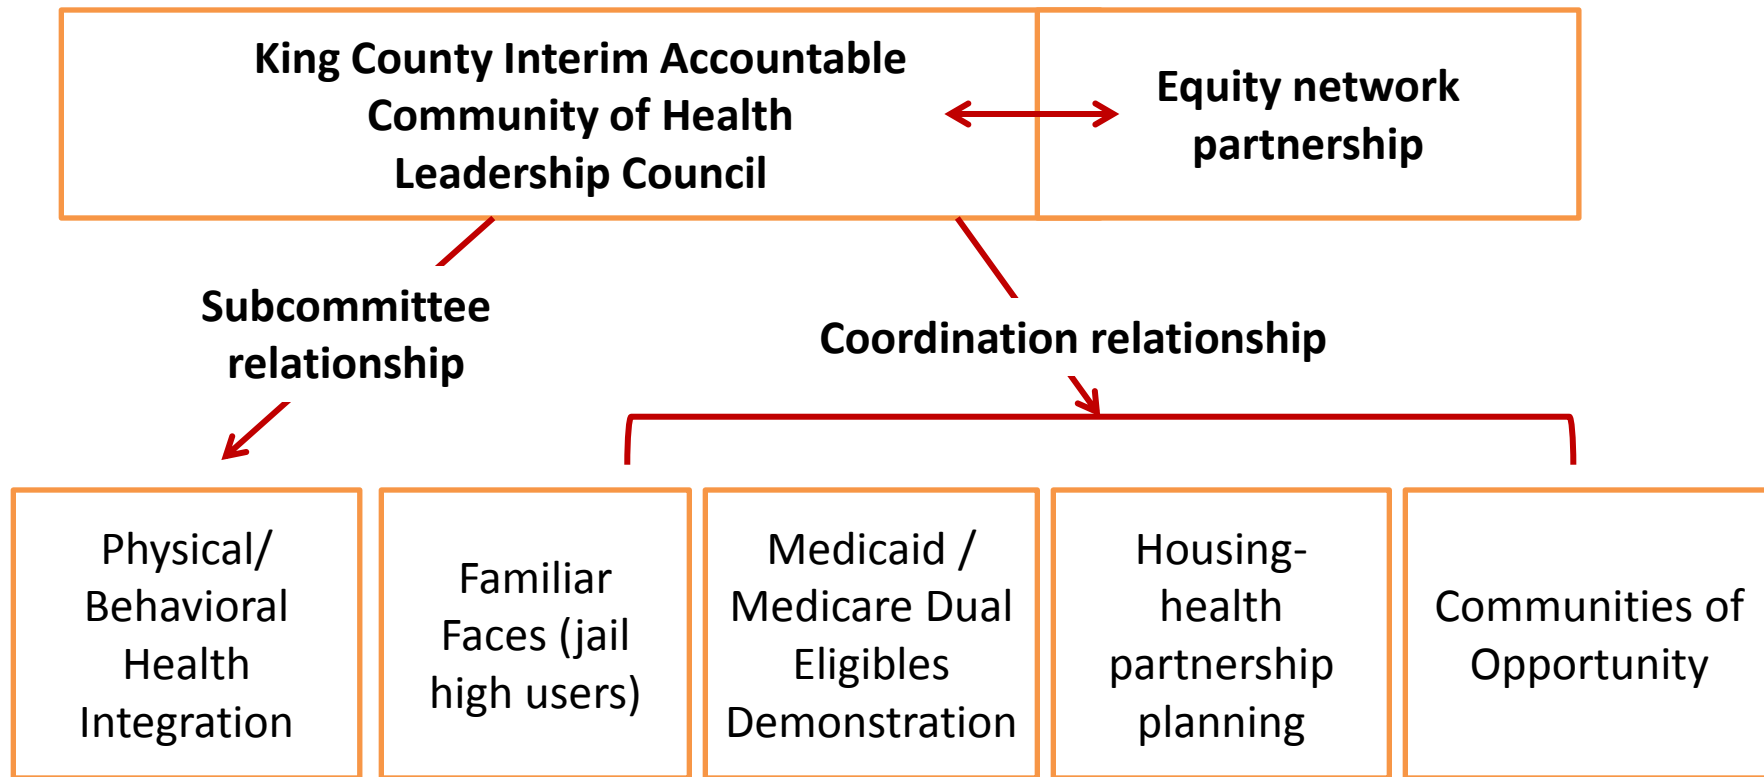 King County Interim Accountable
Community of Health
Leadership Council
Equity network
partnership
Subcommittee
relationship
Coordination relationship
Physical/
Behavioral
Health
Integration
Familiar
Faces (jail
high users)
Medicaid /
Medicare Dual
Eligibles
Demonstration
Housing-
health
partnership
planning
Communities of
Opportunity